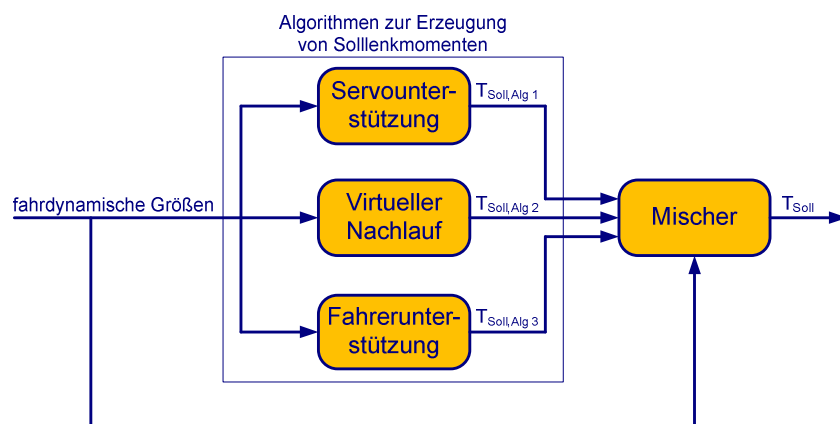 Algorithmen zur Erzeugung
von Solllenkmomenten
Servounter-
stützung
T_Soll,Alg 1
fahrdynamische Größen
Virtueller
Nachlauf
T_Soll,Alg 2
Mischer
T_Soll
Fahrerunter-
stützung
T_Soll,Alg 3